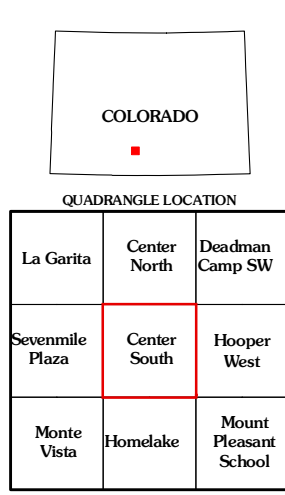 COLORADO
QUADRANGLE LOCATION
La Garita
Center
North
Deadman
Camp SW
Sevenmile
Plaza
Center
South
Hooper
West
Monte
Vista
Homelake
Mount
Pleasant
School